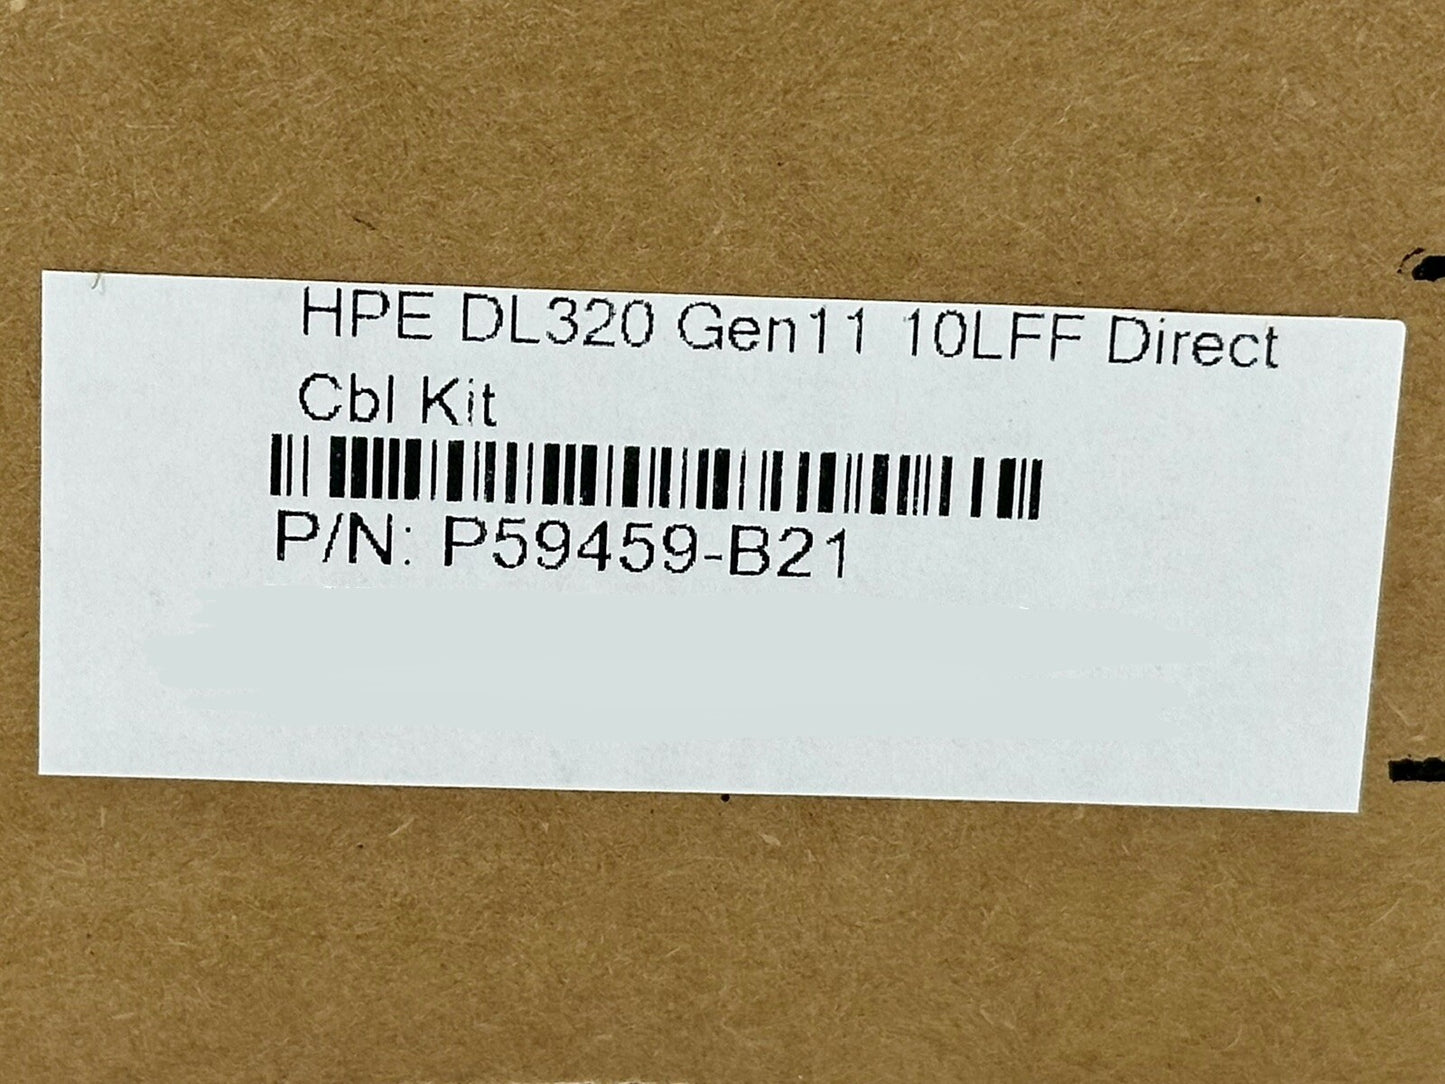 HPE DL320 Gen11 10LFF Direct
Cbl Kit
P/N: P59459-B21